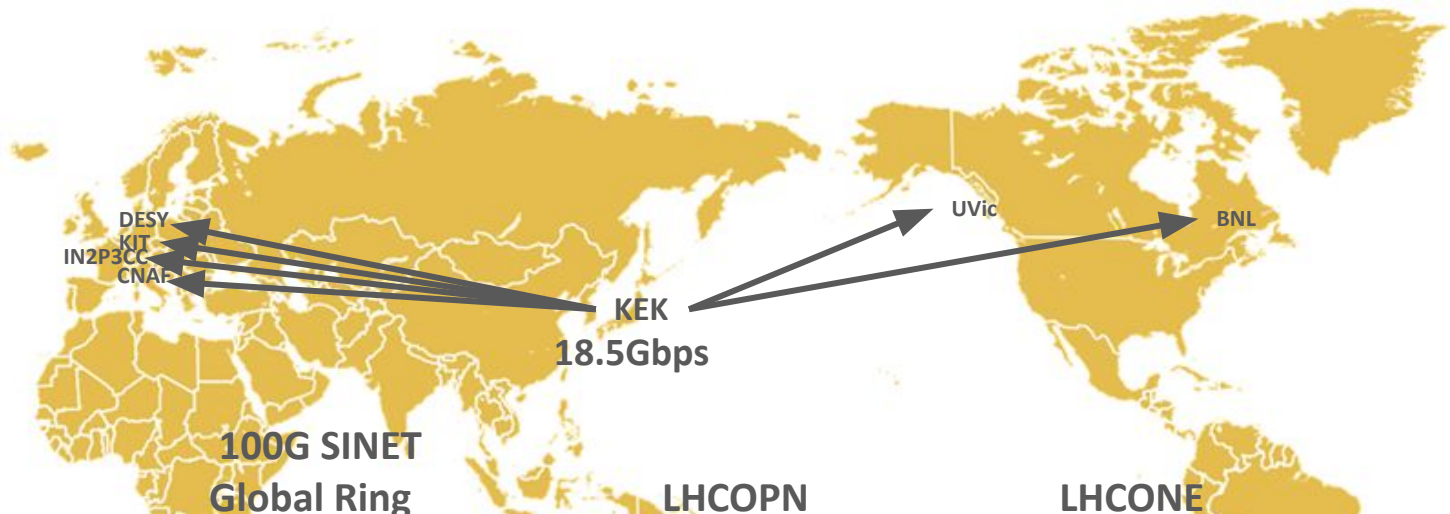 DESY
KIT
IN2P3CC
CNAF
UVic
BNL
KEK
18.5Gbps
100G SINET
Global Ring
LHCOPN
LHCONE